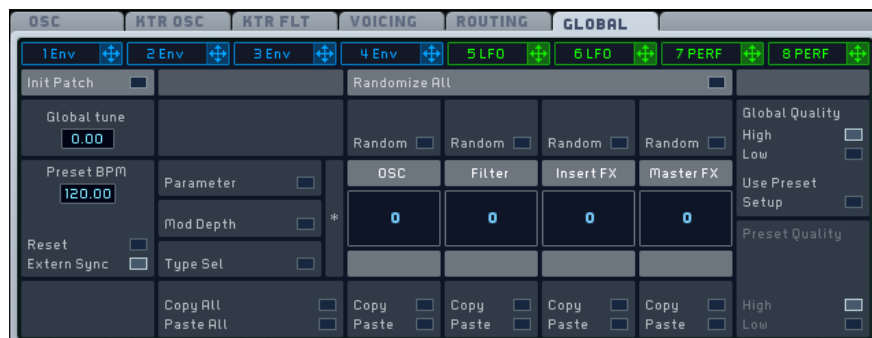 OSC KTR OSC KTR FLT VOICING ROUTING GLOBAL
1 Env 2 Env 3 Env 4 Env 5 LFO 6 LFO 7 PERF 8 PERF
Init Patch Randomize All
Global tune
0.00
Random Random Random Random
Global Quality
High
Low
Use Preset
Setup
Preset BPM
120.00
Reset
Extern Sync
Parameter
Mod Depth
Type Sel
*
OSC Filter Insert FX Master FX
0 0 0 0
Preset Quality
High
Low
Copy All
Paste All
Copy Copy Copy Copy
Paste Paste Paste Paste